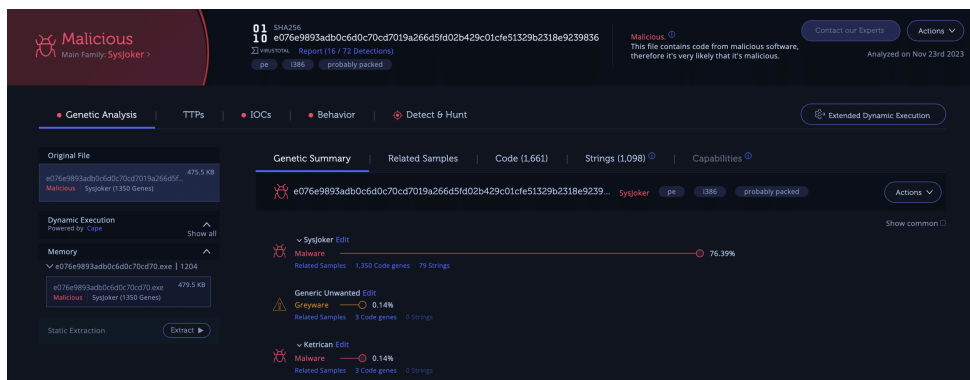 Malicious
Main Family: SysJoker >
01
10
SHA256
e076e9893adb0c6d0c70cd7019a266d5fd02b429c01cfe51329b2318e9239836
VIRUSTOTAL Report (16 / 72 Detections)
pe i386 probably packed
Malicious.
This file contains code from malicious software,
therefore it's very likely that it's malicious.
Contact our Experts
Actions
Analyzed on Nov 23rd 2023
Genetic Analysis
TTPs
IOCs
Behavior
Detect & Hunt
Extended Dynamic Execution
Original File
e076e9893adb0c6d0c70cd7019a266d5f... 475.5 KB
Malicious SysJoker (1350 Genes)
Dynamic Execution
Powered by Cape
Show all
Memory
e076e9893adb0c6d0c70cd70.exe | 1204
e076e9893adb0c6d0c70cd70.exe 479.5 KB
Malicious SysJoker (1350 Genes)
Static Extraction
Extract
Genetic Summary
Related Samples
Code (1,661)
Strings (1,098)
Capabilities
e076e9893adb0c6d0c70cd7019a266d5fd02b429c01cfe51329b2318e9239... SysJoker pe i386 probably packed
Actions
Show common
SysJoker Edit
Malware 76.39%
Related Samples 1,350 Code genes 79 Strings
Generic Unwanted Edit
Greyware 0.14%
Related Samples 3 Code genes 0 Strings
Ketrican Edit
Malware 0.14%
Related Samples 3 Code genes 0 Strings